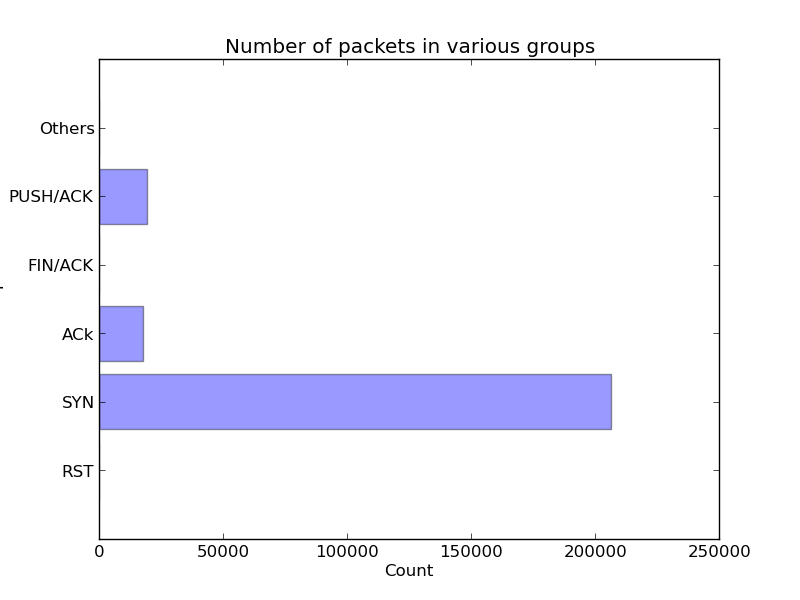 Number of packets in various groups
Others
PUSH/ACK
FIN/ACK
ACk
SYN
RST
0 50000 100000 150000 200000 250000
Count